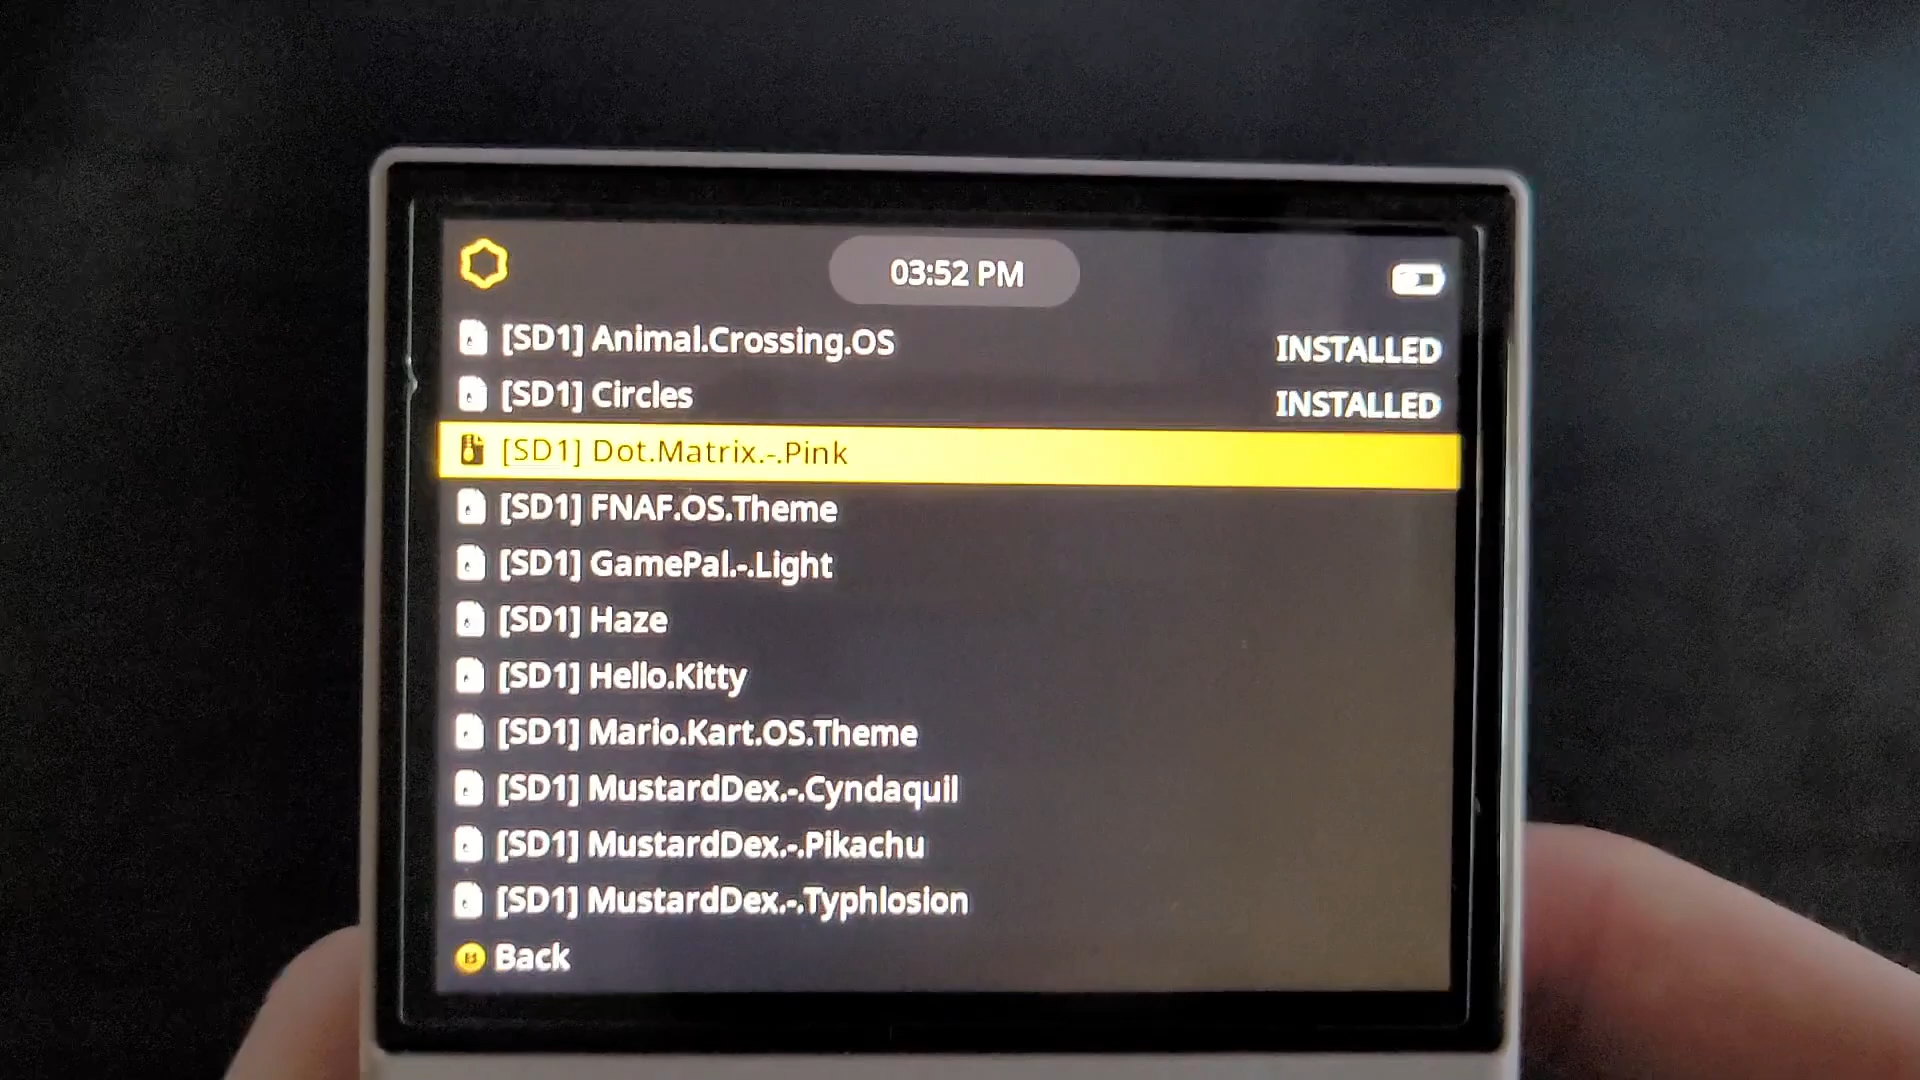 03:52 PM
[SD1] Animal.Crossing.OS INSTALLED
[SD1] Circles INSTALLED
[SD1] Dot.Matrix.-.Pink
[SD1] FNAF.OS.Theme
[SD1] GamePal.-.Light
[SD1] Haze
[SD1] Hello.Kitty
[SD1] Mario.Kart.OS.Theme
[SD1] MustardDex.-.Cyndaquil
[SD1] MustardDex.-.Pikachu
[SD1] MustardDex.-.Typhlosion
B Back